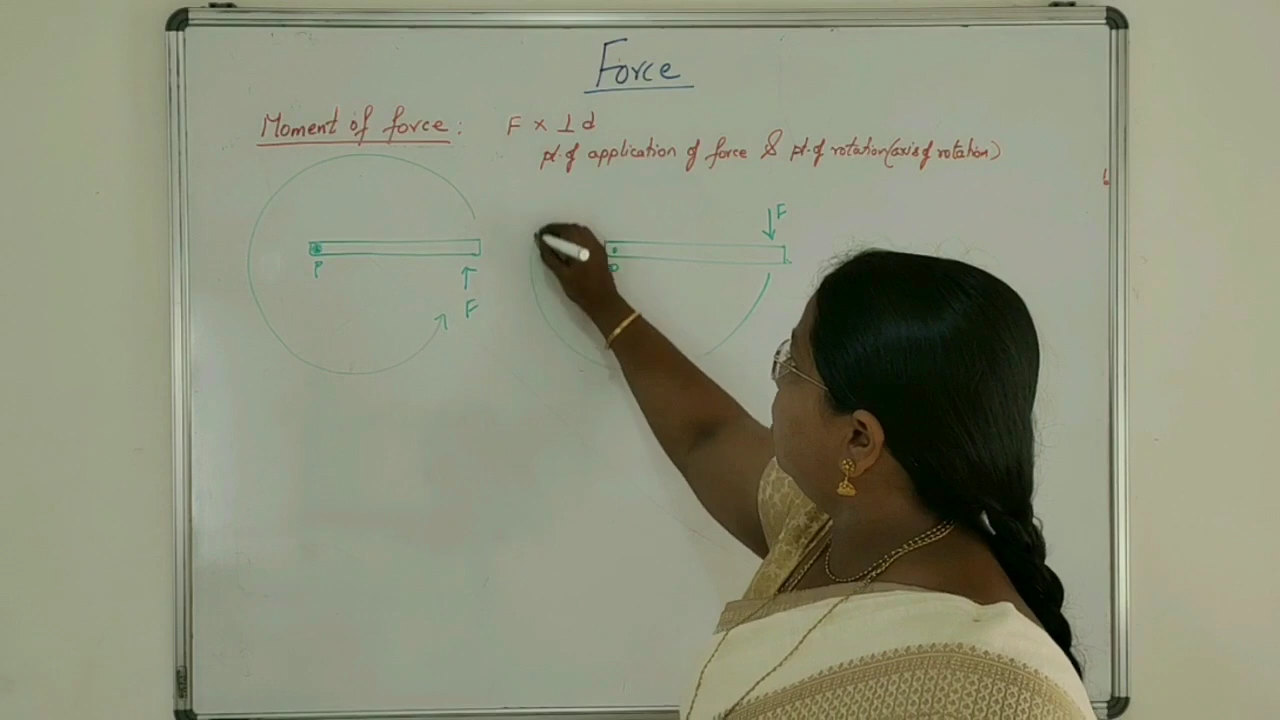 Force
Moment of force: F × ⊥ d
pt. of application of force & pt. of rotation (axis of rotation)
F
P
F